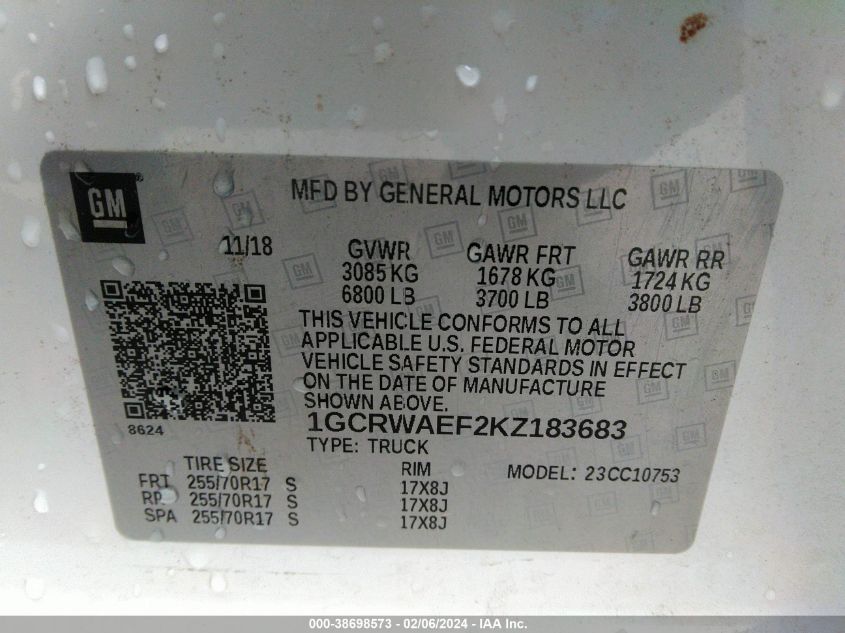 GM
MFD BY GENERAL MOTORS LLC
11/18 GVWR GAWR FRT GAWR RR
3085 KG 1678 KG 1724 KG
6800 LB 3700 LB 3800 LB
THIS VEHICLE CONFORMS TO ALL
APPLICABLE U.S. FEDERAL MOTOR
VEHICLE SAFETY STANDARDS IN EFFECT
ON THE DATE OF MANUFACTURE
SHOWN ABOVE.
8624
1GCRWAEF2KZ183683
TYPE: TRUCK
TIRE SIZE RIM MODEL: 23CC10753
FRT 255/70R17 S 17X8J
RR 255/70R17 S 17X8J
SPA 255/70R17 S 17X8J
000-38698573 - 02/06/2024 - IAA Inc.